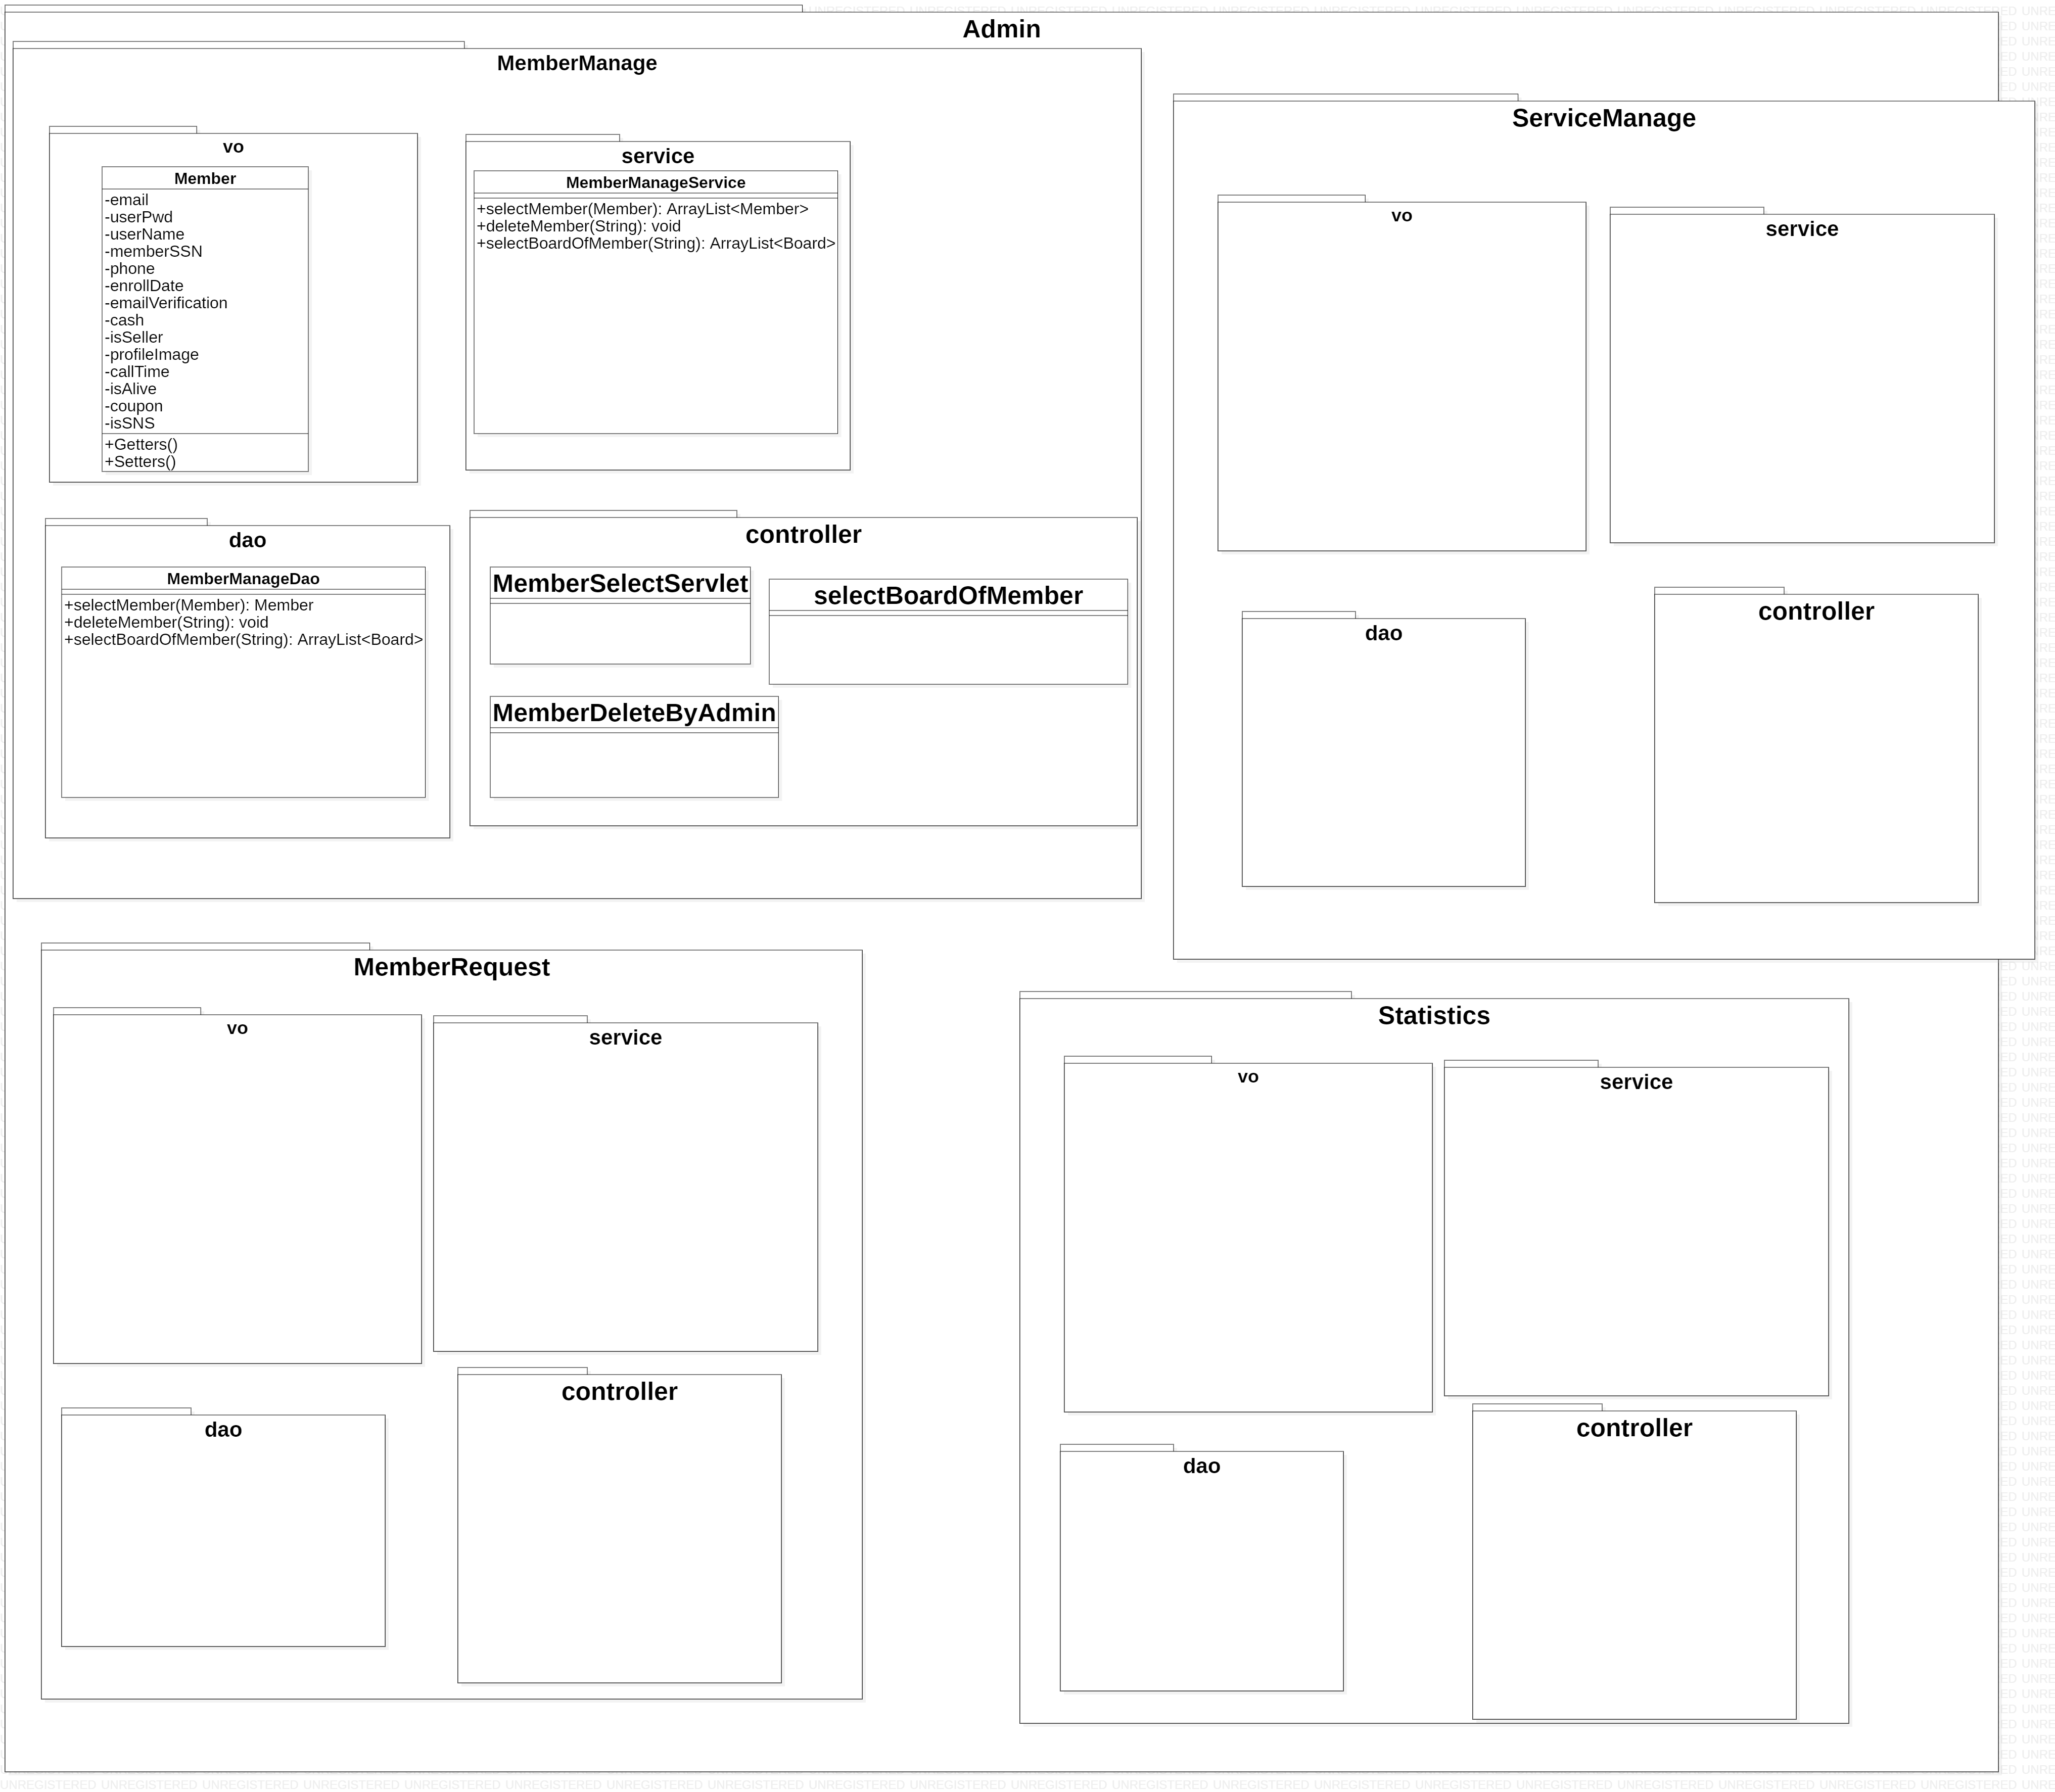 Admin
MemberManage
vo
Member
-email
-userPwd
-userName
-memberSSN
-phone
-enrollDate
-emailVerification
-cash
-isSeller
-profileImage
-callTime
-isAlive
-coupon
-isSNS
+Getters()
+Setters()
service
MemberManageService
+selectMember(Member): ArrayList<Member>
+deleteMember(String): void
+selectBoardOfMember(String): ArrayList<Board>
dao
MemberManageDao
+selectMember(Member): Member
+deleteMember(String): void
+selectBoardOfMember(String): ArrayList<Board>
controller
MemberSelectServlet
selectBoardOfMember
MemberDeleteByAdmin
ServiceManage
vo
service
dao
controller
MemberRequest
vo
service
dao
controller
Statistics
vo
service
dao
controller
UNREGISTERED UNREGISTERED UNREGISTERED UNREGISTERED UNREGISTERED UNREGISTERED UNREGISTERED UNREGISTERED UNREGISTERED UNREGISTERED UNREGISTERED UNREGISTERED UNREGISTERED UNREGISTERED UNREGISTERED UNREGISTERED UNREGISTERED UNREGISTERED UNREGISTERED UNREGISTERED